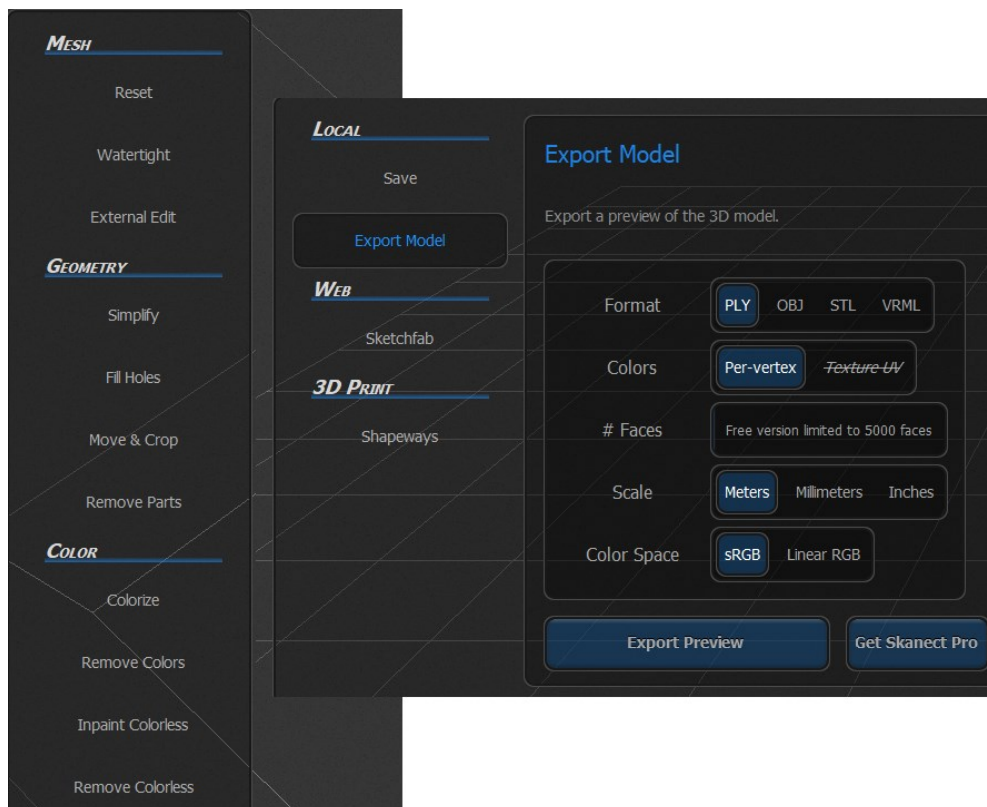 MESH
Reset
Watertight
External Edit
GEOMETRY
Simplify
Fill Holes
Move & Crop
Remove Parts
COLOR
Colorize
Remove Colors
Inpaint Colorless
Remove Colorless
LOCAL
Save
Export Model
WEB
Sketchfab
3D PRINT
Shapeways
Export Model
Export a preview of the 3D model.
Format PLY OBJ STL VRML
Colors Per-vertex Texture UV
# Faces Free version limited to 5000 faces
Scale Meters Millimeters Inches
Color Space sRGB Linear RGB
Export Preview Get Skanect Pro